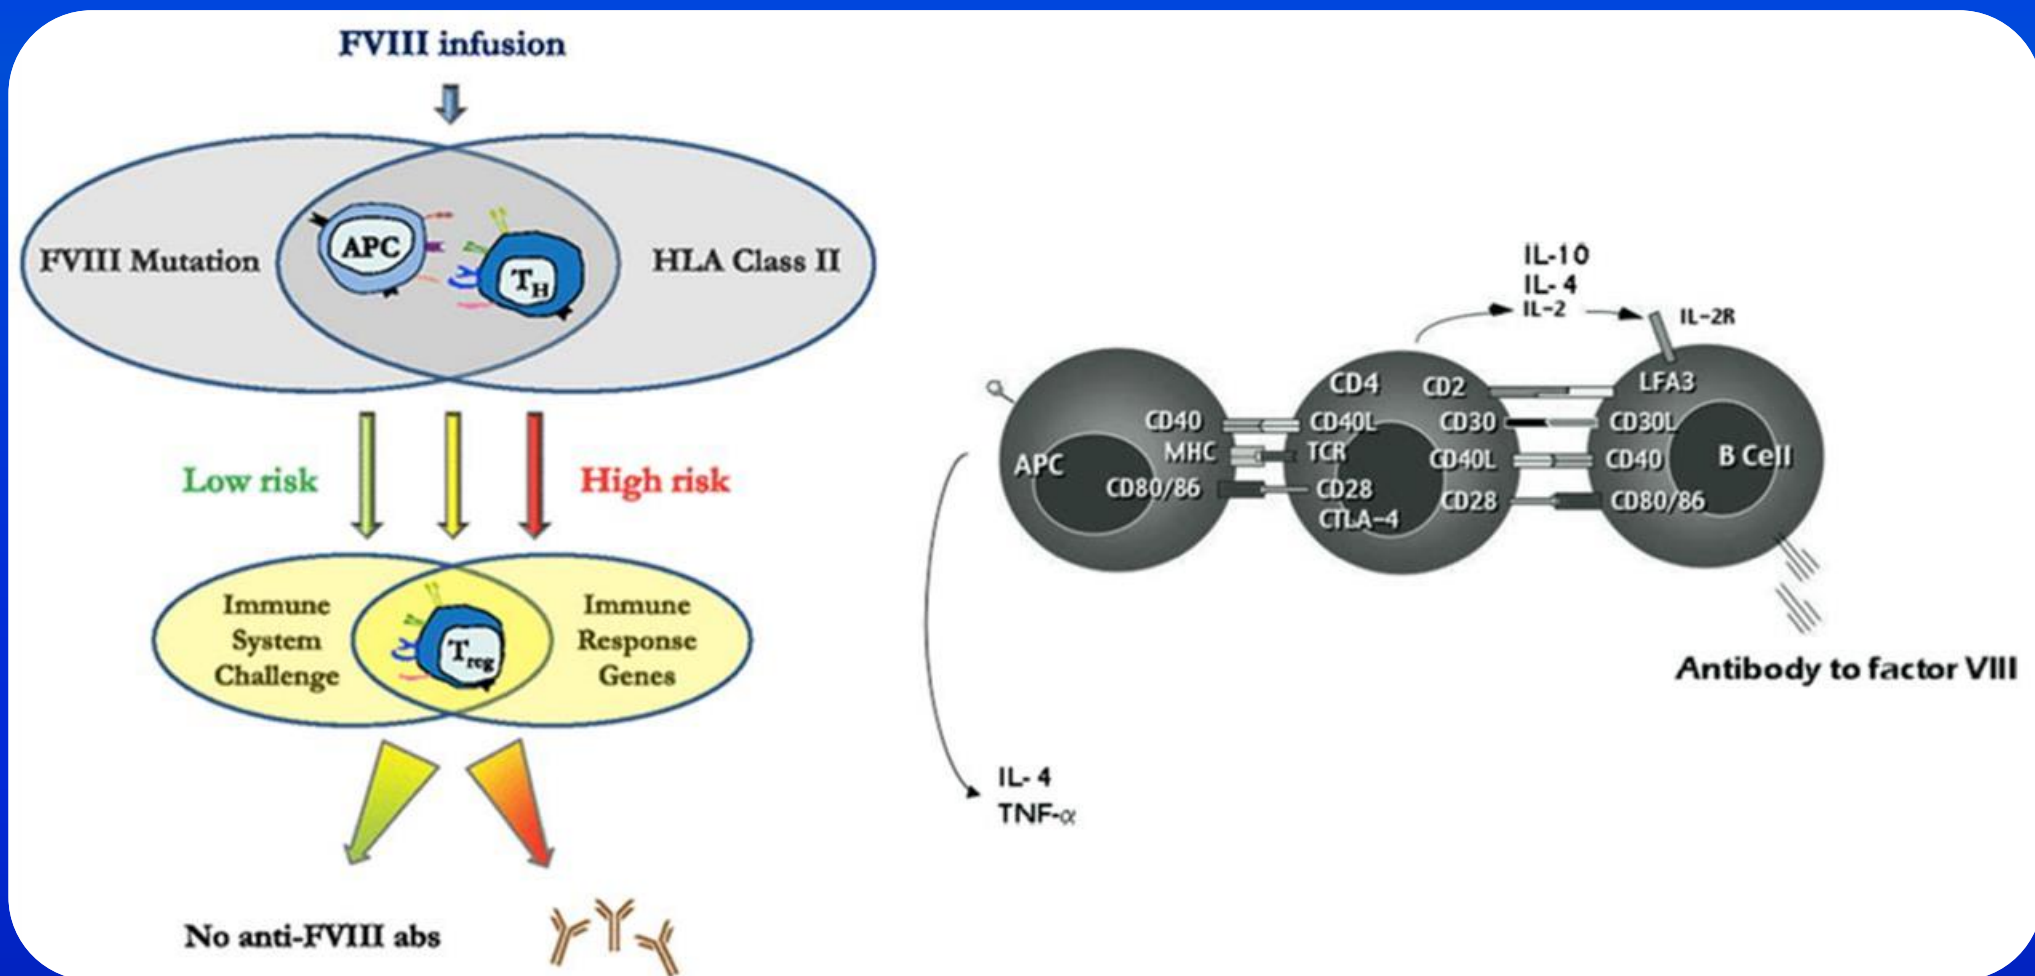 FVIII infusion
FVIII Mutation
APC
TH
HLA Class II
Low risk
High risk
Immune
System
Challenge
Treg
Immune
Response
Genes
No anti-FVIII abs
IL-10
IL-4
IL-2
IL-2R
APC
CD40
MHC
CD80/86
CD4
CD40L
TCR
CD28
CTLA-4
CD2
CD30
CD40L
CD28
LFA3
CD30L
CD40
CD80/86
B Cell
Antibody to factor VIII
IL-4
TNF-α